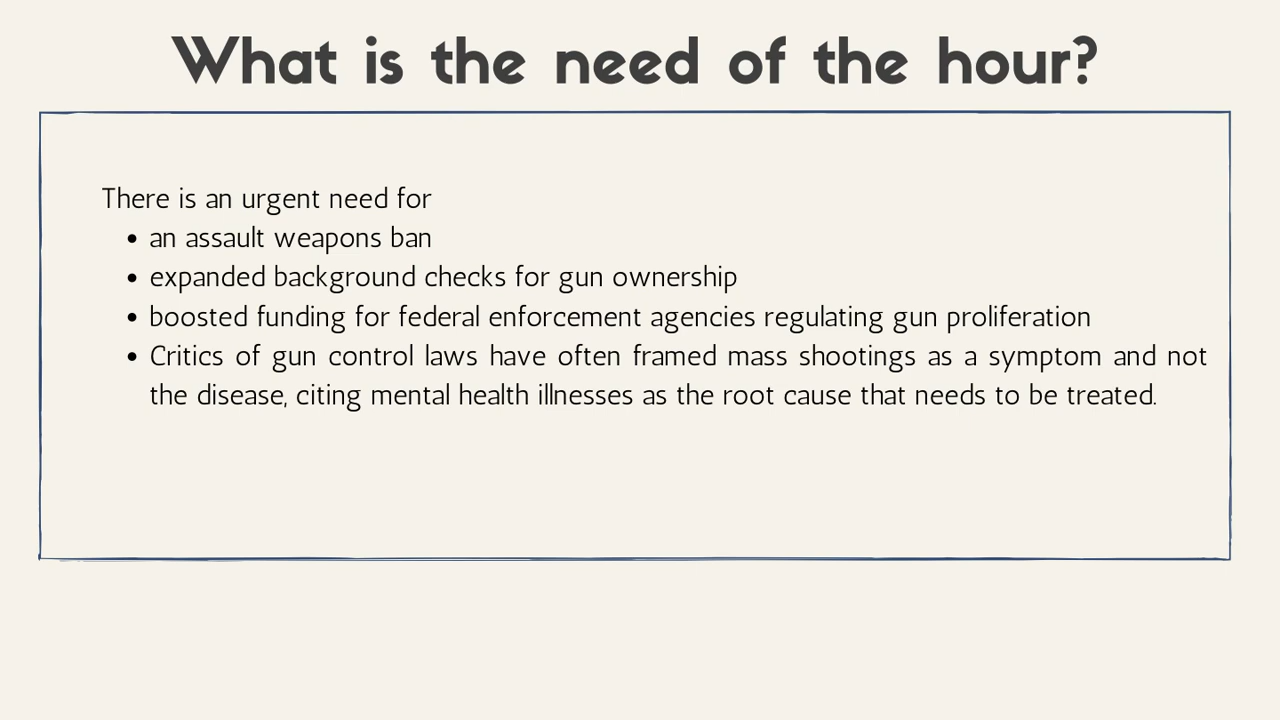 What is the need of the hour?
There is an urgent need for
• an assault weapons ban
• expanded background checks for gun ownership
• boosted funding for federal enforcement agencies regulating gun proliferation
• Critics of gun control laws have often framed mass shootings as a symptom and not
the disease, citing mental health illnesses as the root cause that needs to be treated.